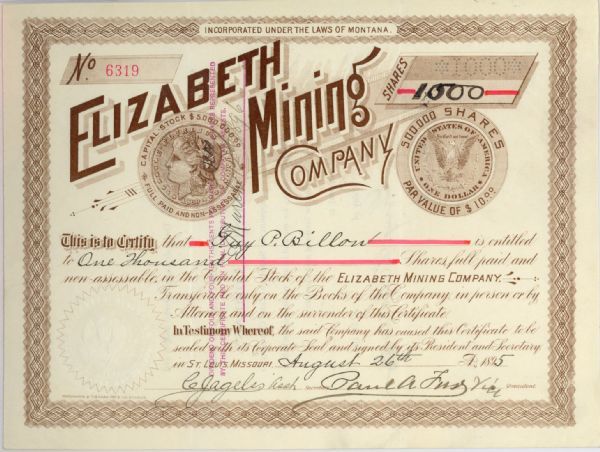 INCORPORATED UNDER THE LAWS OF MONTANA.
No 6319
ELIZABETH
Mining
COMPANY
SHARES
*1000*
1000
CAPITAL-STOCK $500,000
FULL PAID AND NON-ASSESSABLE
500,000 SHARES
UNITED STATES OF AMERICA
ONE DOLLAR
PAR VALUE OF $1.00
This is to Certify that Fay P. Billon is entitled
to One Thousand Shares, full paid and
non-assessable, in the Capital Stock of the ELIZABETH MINING COMPANY.
Transferable only on the Books of the Company, in person or by
Attorney and on the surrender of this Certificate.
In Testimony Whereof, the said Company has caused this Certificate to be
sealed with its Corporate Seal and signed by its President and Secretary
in ST. LOUIS, MISSOURI, August 26th A.D. 1895
President